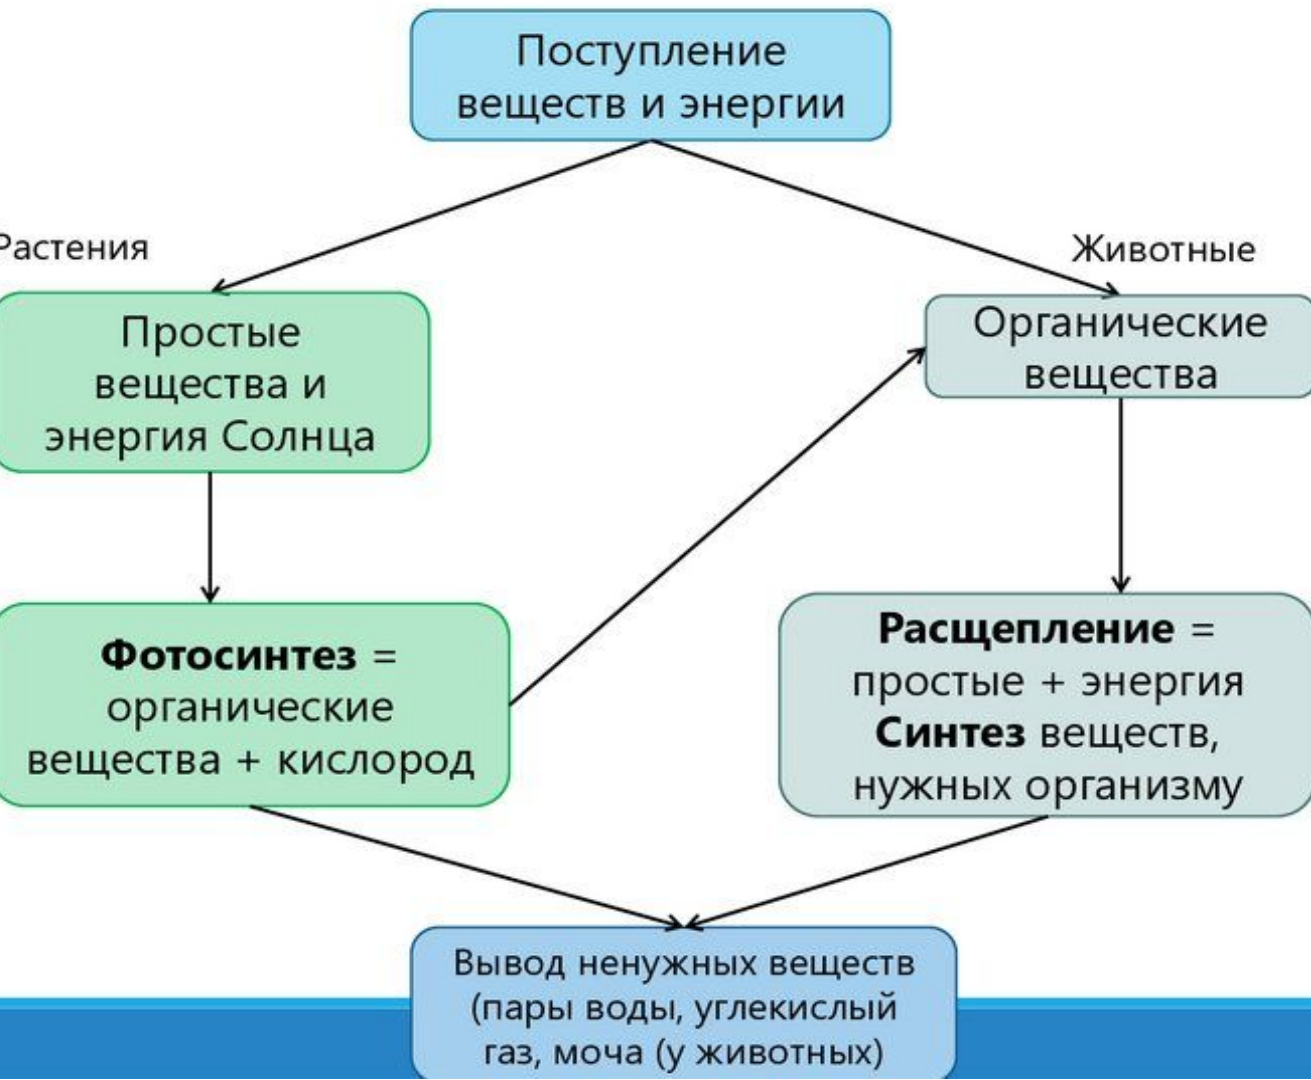 Поступление
веществ и энергии
Растения
Животные
Простые
вещества и
энергия Солнца
Органические
вещества
Фотосинтез =
органические
вещества + кислород
Расщепление =
простые + энергия
Синтез веществ,
нужных организму
Вывод ненужных веществ
(пары воды, углекислый
газ, моча (у животных)